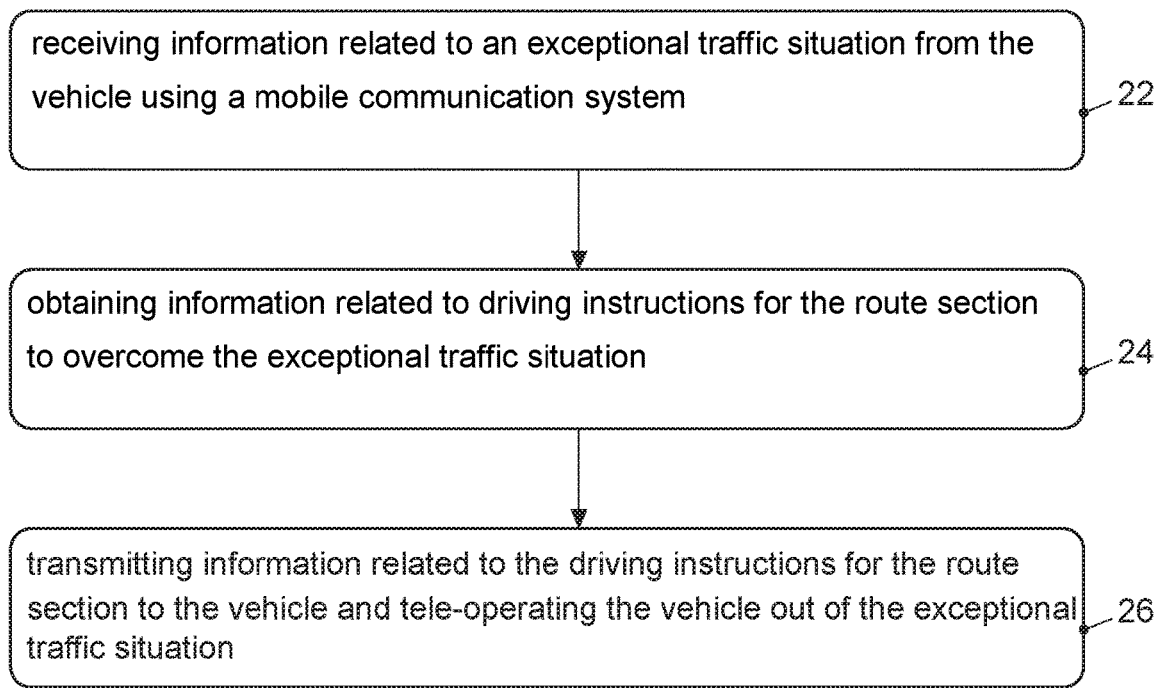 receiving information related to an exceptional traffic situation from the
vehicle using a mobile communication system
22
obtaining information related to driving instructions for the route section
to overcome the exceptional traffic situation
24
transmitting information related to the driving instructions for the route
section to the vehicle and tele-operating the vehicle out of the exceptional
traffic situation
26